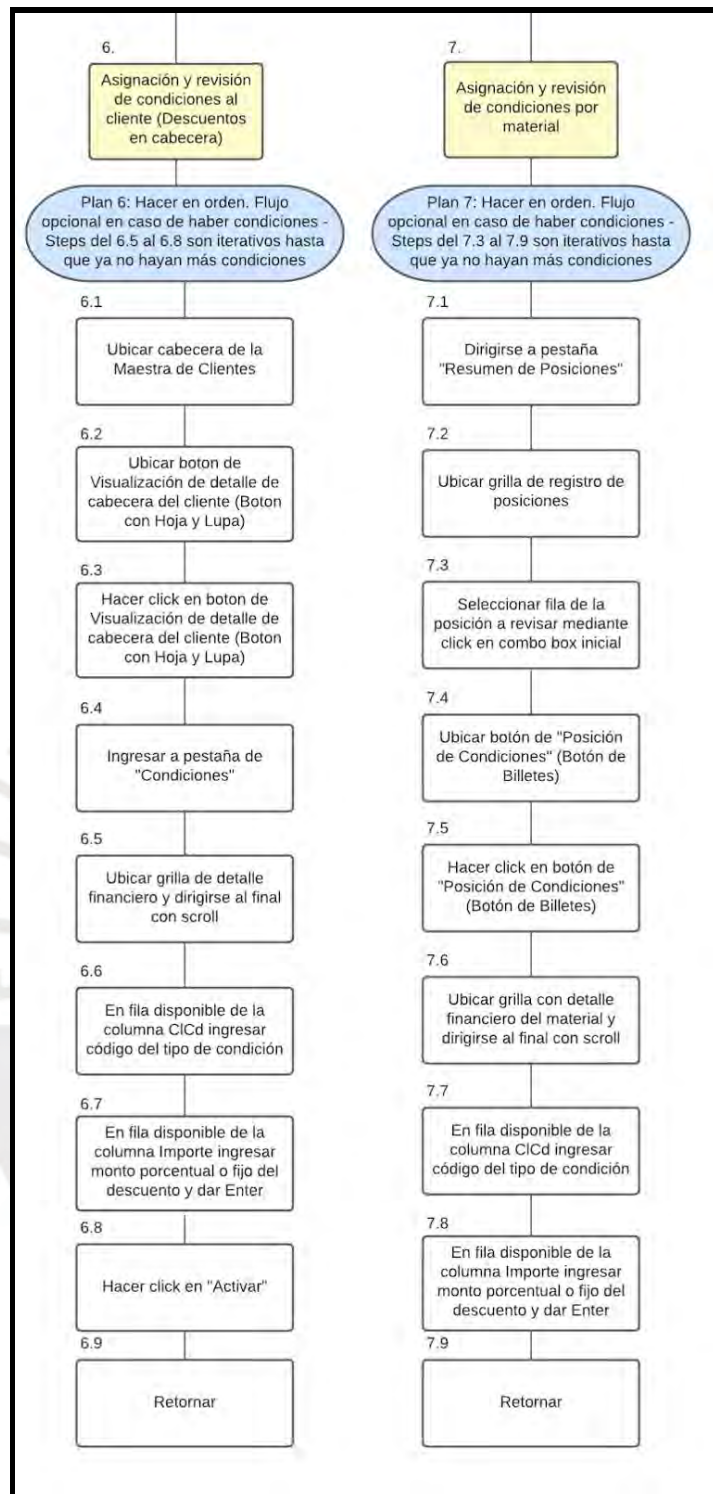 6.
Asignación y revisión
de condiciones al
cliente (Descuentos
en cabecera)
Plan 6: Hacer en orden. Flujo
opcional en caso de haber condiciones -
Steps del 6.5 al 6.8 son iterativos hasta
que ya no hayan más condiciones
6.1
Ubicar cabecera de la
Maestra de Clientes
6.2
Ubicar boton de
Visualización de detalle de
cabecera del cliente (Boton
con Hoja y Lupa)
6.3
Hacer click en boton de
Visualización de detalle de
cabecera del cliente (Boton
con Hoja y Lupa)
6.4
Ingresar a pestaña de
"Condiciones"
6.5
Ubicar grilla de detalle
financiero y dirigirse al final
con scroll
6.6
En fila disponible de la
columna ClCd ingresar
código del tipo de condición
6.7
En fila disponible de la
columna Importe ingresar
monto porcentual o fijo del
descuento y dar Enter
6.8
Hacer click en "Activar"
6.9
Retornar
7.
Asignación y revisión
de condiciones por
material
Plan 7: Hacer en orden. Flujo
opcional en caso de haber condiciones -
Steps del 7.3 al 7.9 son iterativos hasta
que ya no hayan más condiciones
7.1
Dirigirse a pestaña
"Resumen de Posiciones"
7.2
Ubicar grilla de registro de
posiciones
7.3
Seleccionar fila de la
posición a revisar mediante
click en combo box inicial
7.4
Ubicar botón de "Posición
de Condiciones" (Botón de
Billetes)
7.5
Hacer click en botón de
"Posición de Condiciones"
(Botón de Billetes)
7.6
Ubicar grilla con detalle
financiero del material y
dirigirse al final con scroll
7.7
En fila disponible de la
columna ClCd ingresar
código del tipo de condición
7.8
En fila disponible de la
columna Importe ingresar
monto porcentual o fijo del
descuento y dar Enter
7.9
Retornar